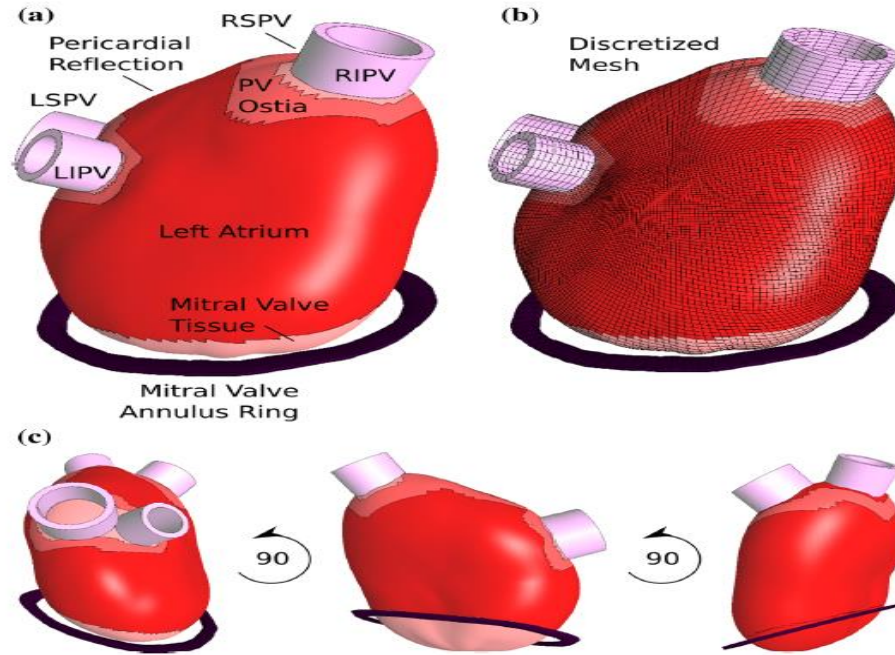 (a)
RSPV
Pericardial
Reflection
RIPV
PV
Ostia
LSPV
LIPV
Left Atrium
Mitral Valve
Tissue
Mitral Valve
Annulus Ring
(b)
Discretized
Mesh
(c)
90
90